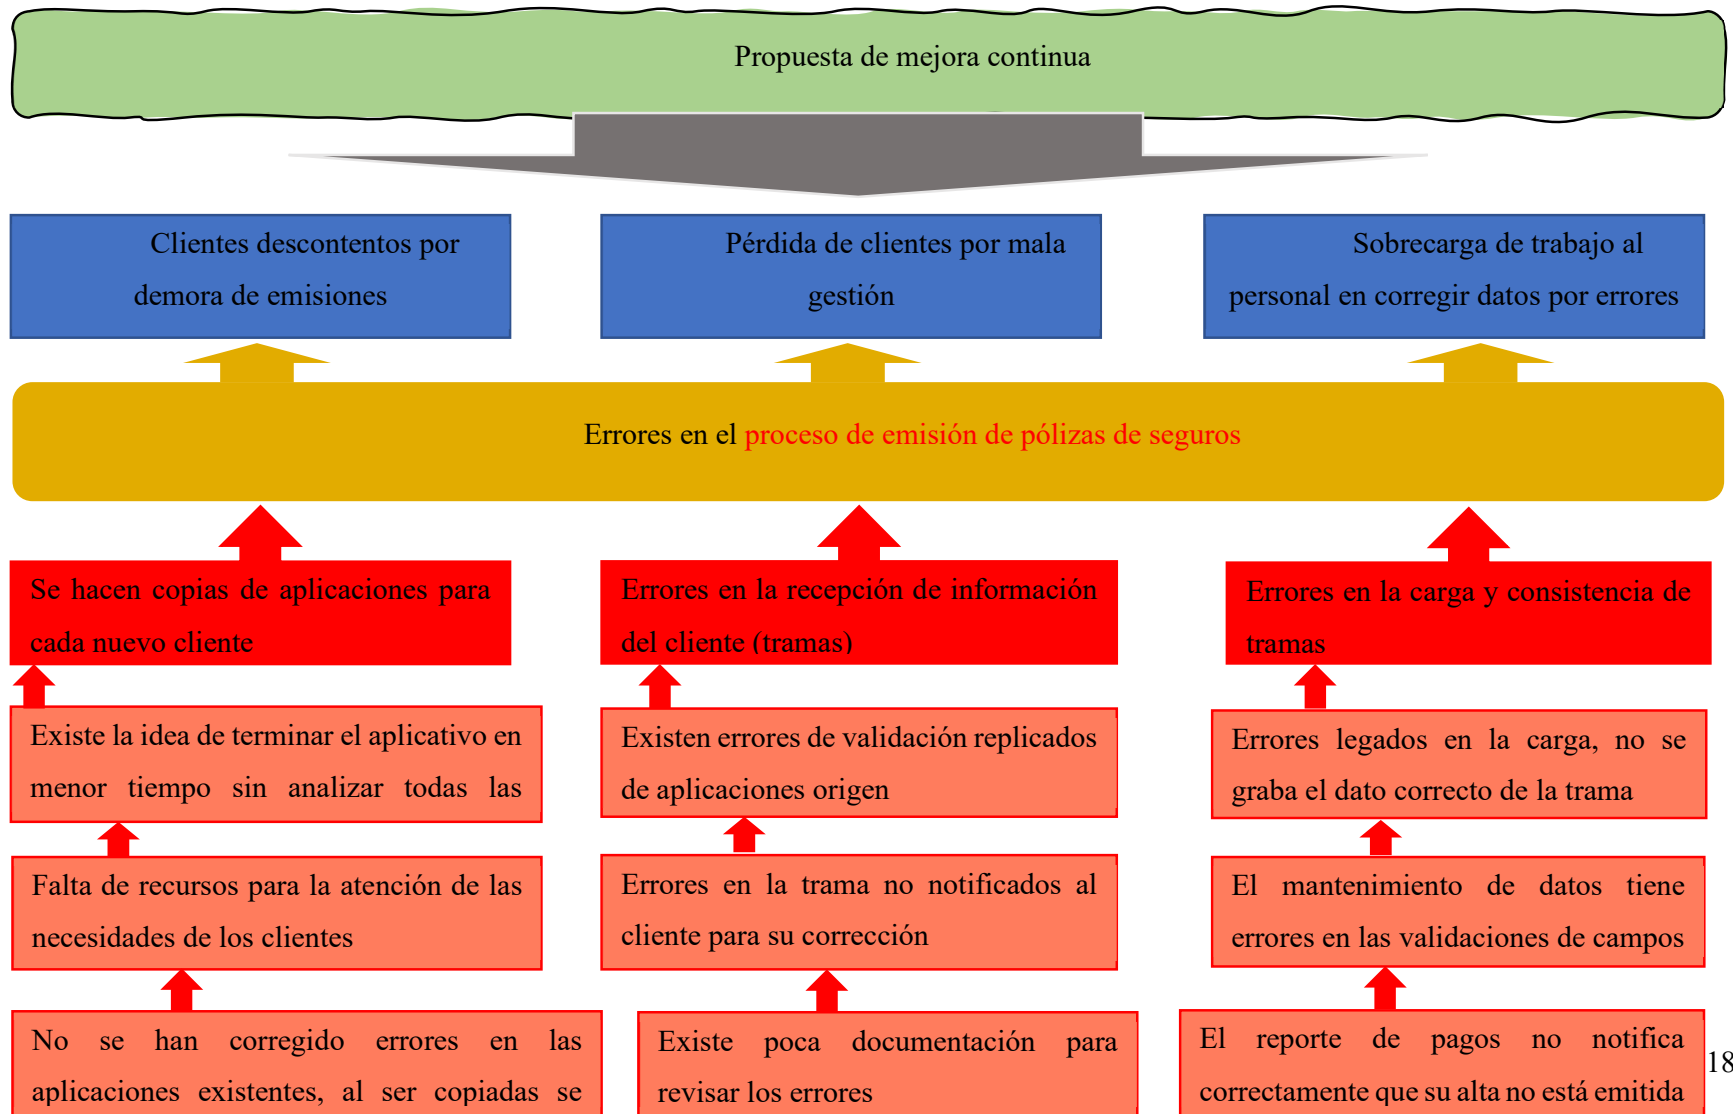 Propuesta de mejora continua
Clientes descontentos por
demora de emisiones
Pérdida de clientes por mala
gestión
Sobrecarga de trabajo al
personal en corregir datos por errores
Errores en el proceso de emisión de pólizas de seguros
Se hacen copias de aplicaciones para
cada nuevo cliente
Errores en la recepción de información
del cliente (tramas)
Errores en la carga y consistencia de
tramas
Existe la idea de terminar el aplicativo en
menor tiempo sin analizar todas las
Existen errores de validación replicados
de aplicaciones origen
Errores legados en la carga, no se
graba el dato correcto de la trama
Falta de recursos para la atención de las
necesidades de los clientes
Errores en la trama no notificados al
cliente para su corrección
El mantenimiento de datos tiene
errores en las validaciones de campos
No se han corregido errores en las
aplicaciones existentes, al ser copiadas se
Existe poca documentación para
revisar los errores
El reporte de pagos no notifica
correctamente que su alta no está emitida
18